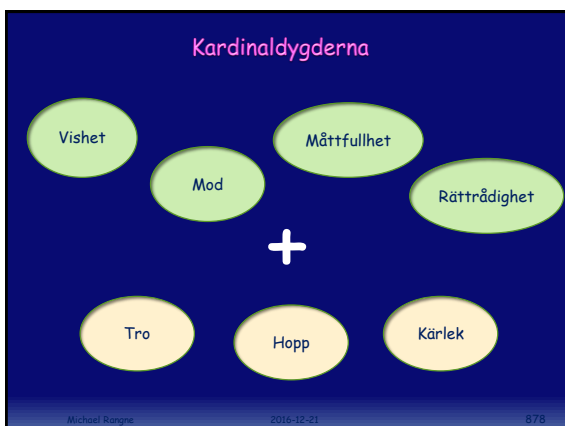 Kardinaldygderna
Vishet
Måttfullhet
Mod
Rättrådighet
+
Tro
Hopp
Kärlek
Michael Rangne 2016-12-21 878